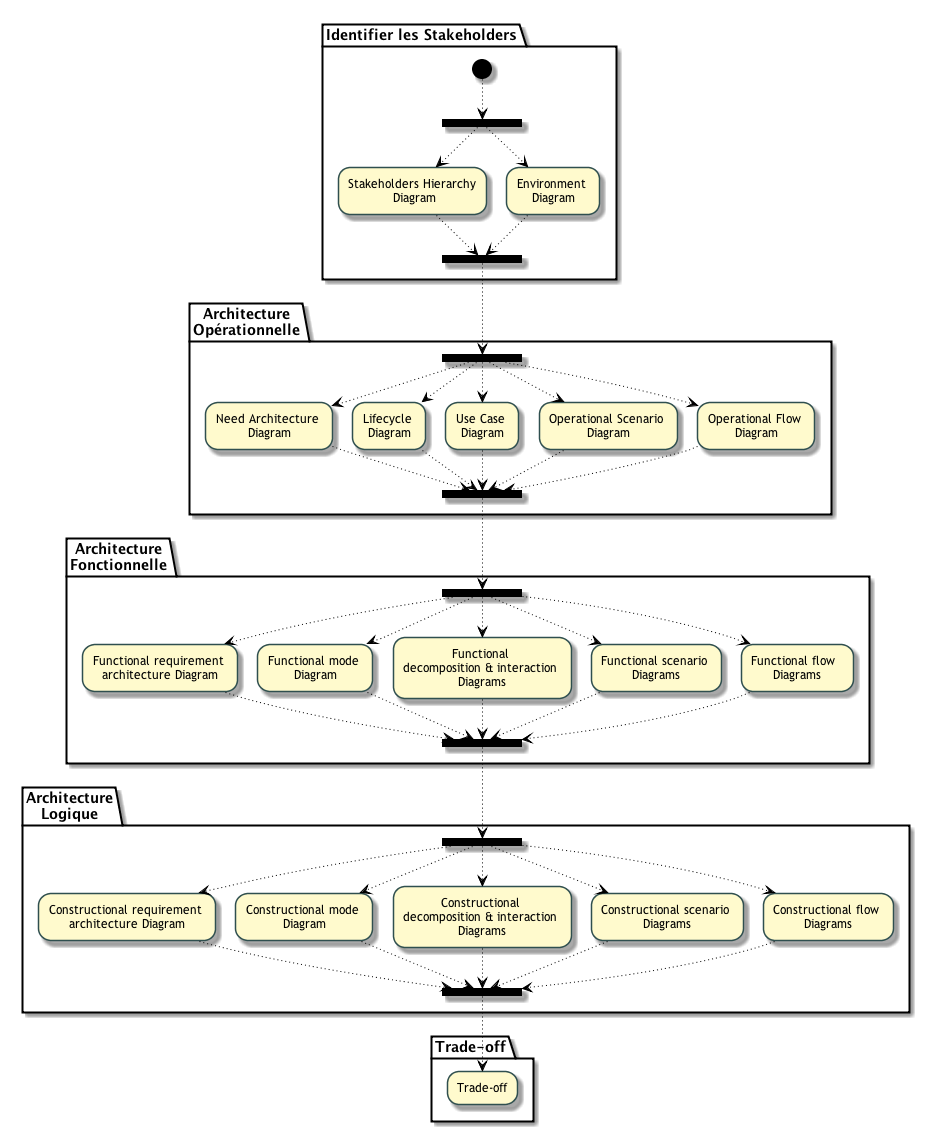 Identifier les Stakeholders
Stakeholders Hierarchy
Diagram
Environment
Diagram
Architecture
Opérationnelle
Need Architecture
Diagram
Lifecycle
Diagram
Use Case
Diagram
Operational Scenario
Diagram
Operational Flow
Diagram
Architecture
Fonctionnelle
Functional requirement
architecture Diagram
Functional mode
Diagram
Functional
decomposition & interaction
Diagrams
Functional scenario
Diagrams
Functional flow
Diagrams
Architecture
Logique
Constructional requirement
architecture Diagram
Constructional mode
Diagram
Constructional
decomposition & interaction
Diagrams
Constructional scenario
Diagrams
Constructional flow
Diagrams
Trade-off
Trade-off